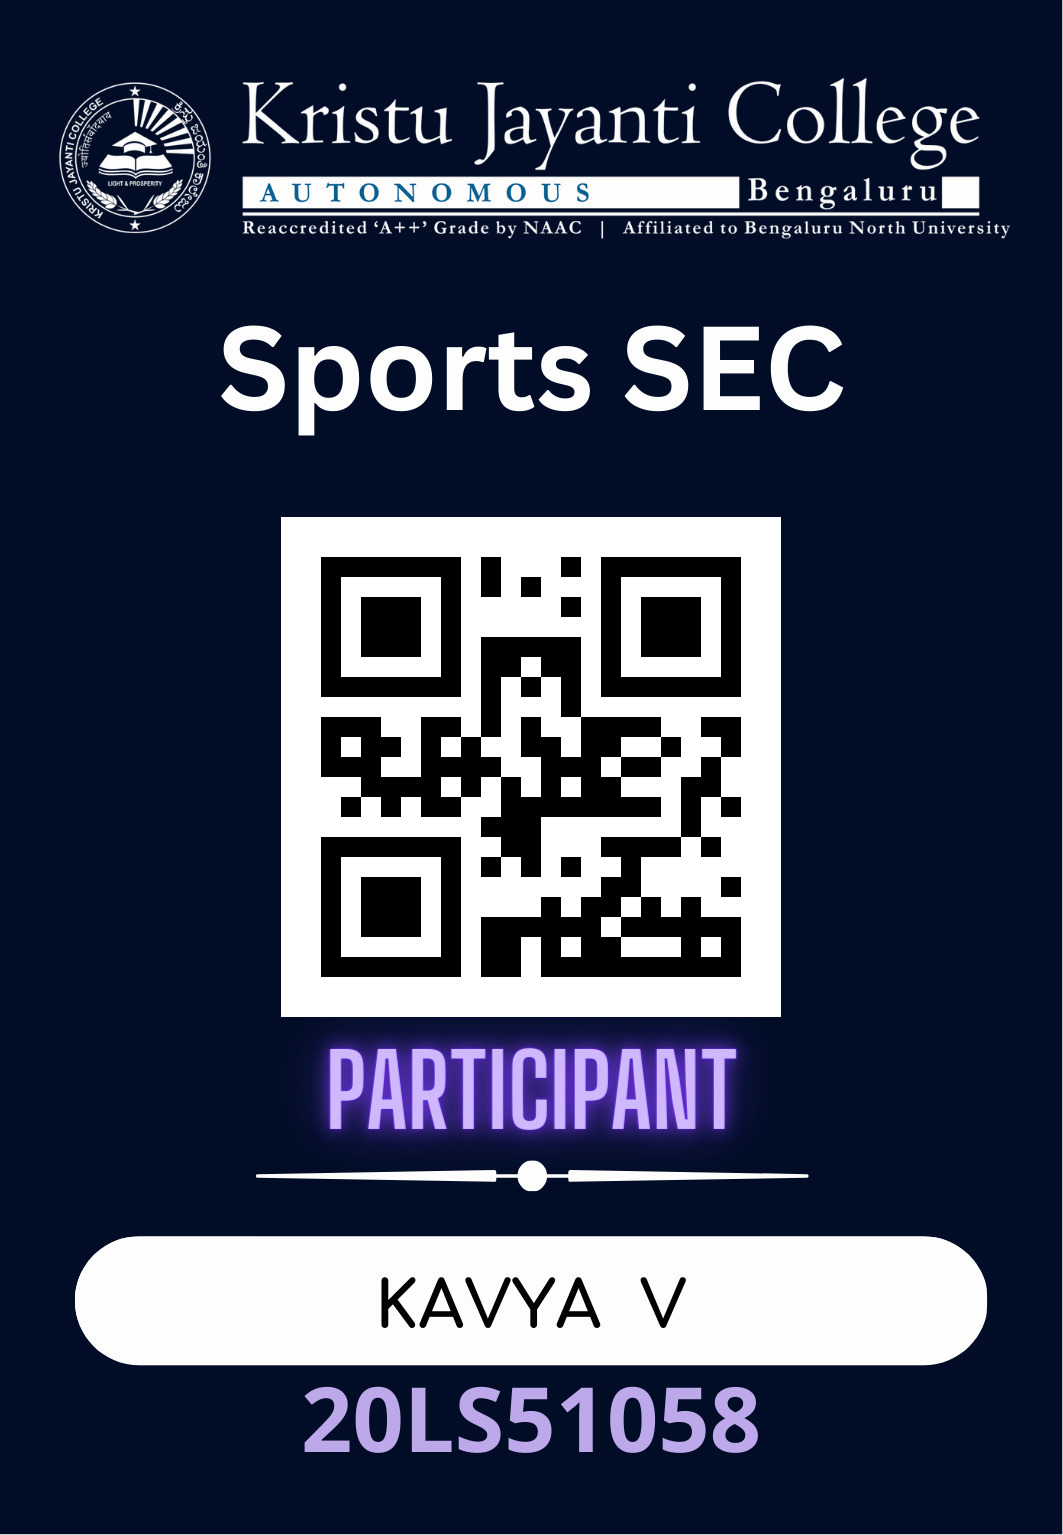 KRISTU JAYANTI COLLEGE
ಕ್ರಿಸ್ತು ಜಯಂತಿ ಕಾಲೇಜು
LIGHT & PROSPERITY
Kristu Jayanti College
AUTONOMOUS Bengaluru
Reaccredited ‘A++’ Grade by NAAC | Affiliated to Bengaluru North University
Sports SEC
PARTICIPANT
KAVYA V
20LS51058